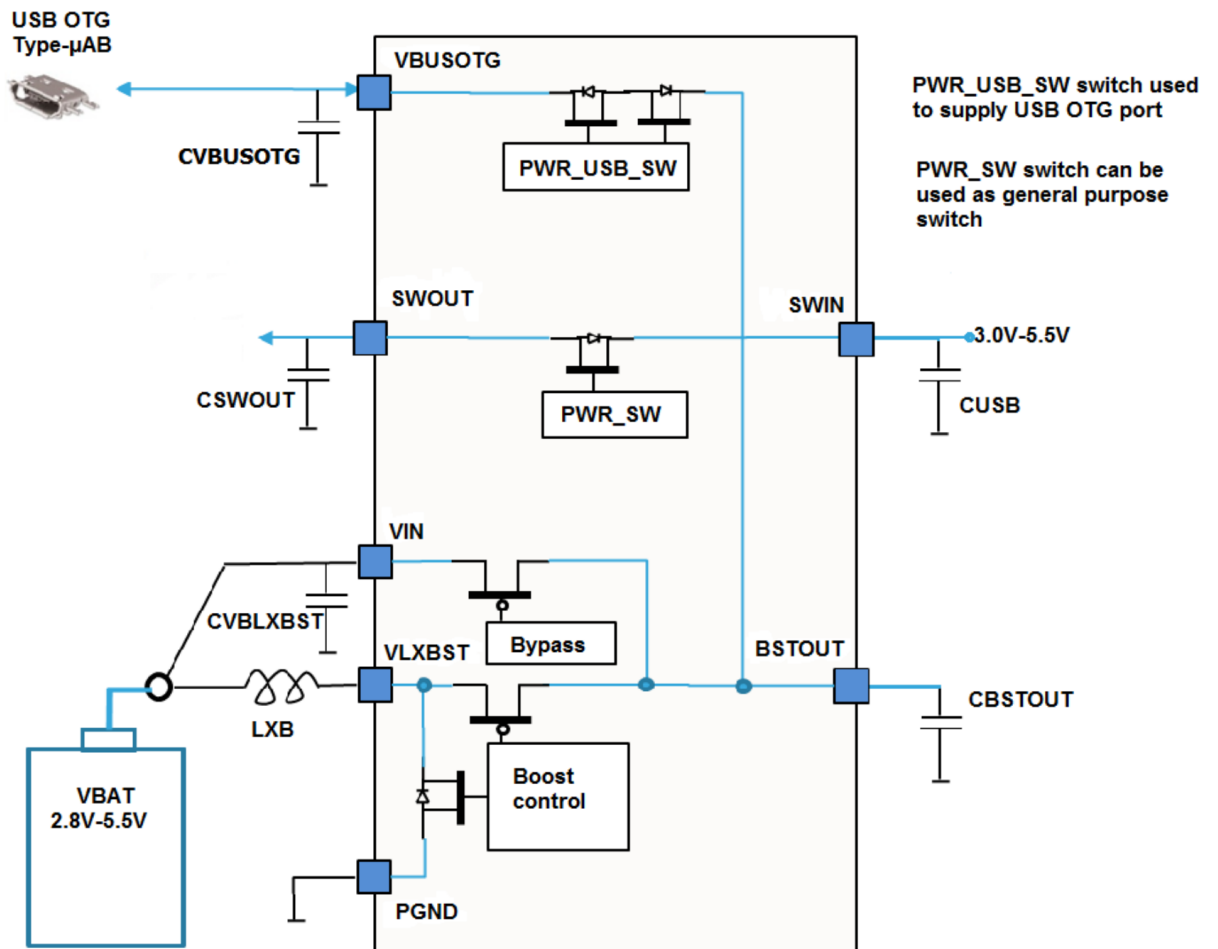 USB OTG
Type-µAB
VBUSOTG
PWR_USB_SW switch used
to supply USB OTG port
CVBUSOTG
PWR_USB_SW
PWR_SW switch can be
used as general purpose
switch
SWOUT
SWIN
3.0V-5.5V
CSWOUT
PWR_SW
CUSB
VIN
CVBLXBST
Bypass
VLXBST
BSTOUT
CBSTOUT
LXB
Boost
control
VBAT
2.8V-5.5V
PGND